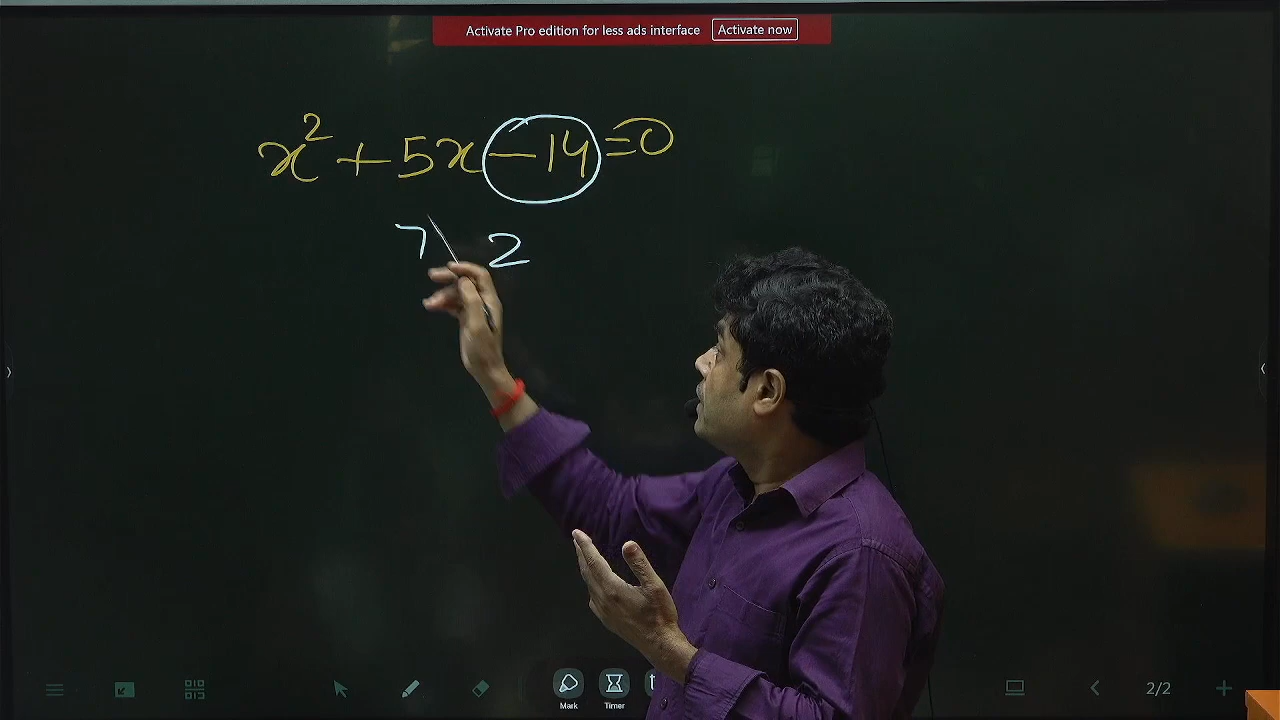 Activate Pro edition for less ads interface Activate now
x² + 5x - 14 = 0
7 2
Mark Timer
2/2